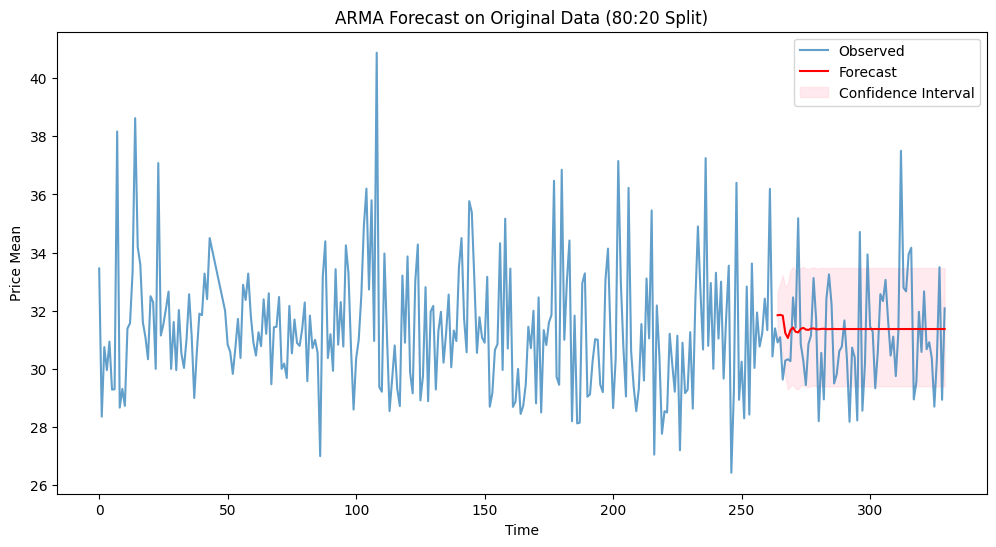 ARMA Forecast on Original Data (80:20 Split)
Observed
Forecast
Confidence Interval
Price Mean
40
38
36
34
32
30
28
26
0
50
100
150
200
250
300
Time